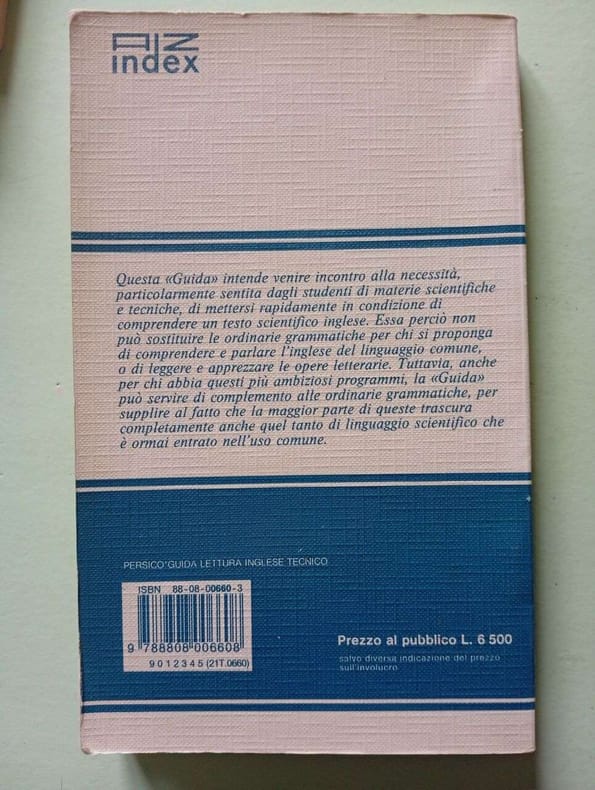 index
Questa «Guida» intende venire incontro alla necessità,
particolarmente sentita dagli studenti di materie scientifiche
e tecniche, di mettersi rapidamente in condizione di
comprendere un testo scientifico inglese. Essa perciò non
può sostituire le ordinarie grammatiche per chi si proponga
di comprendere e parlare l'inglese del linguaggio comune,
o di leggere e apprezzare le opere letterarie. Tuttavia, anche
per chi abbia questi più ambiziosi programmi, la «Guida»
può servire di complemento alle ordinarie grammatiche, per
supplire al fatto che la maggior parte di queste trascura
completamente anche quel tanto di linguaggio scientifico che
è ormai entrato nell'uso comune.
PERSICO*GUIDA LETTURA INGLESE TECNICO
ISBN 88-08-00660-3
9 788808 006608
9 0 1 2 3 4 5 (21T.0660)
Prezzo al pubblico L. 6 500
salvo diversa indicazione del prezzo
sull'involucro